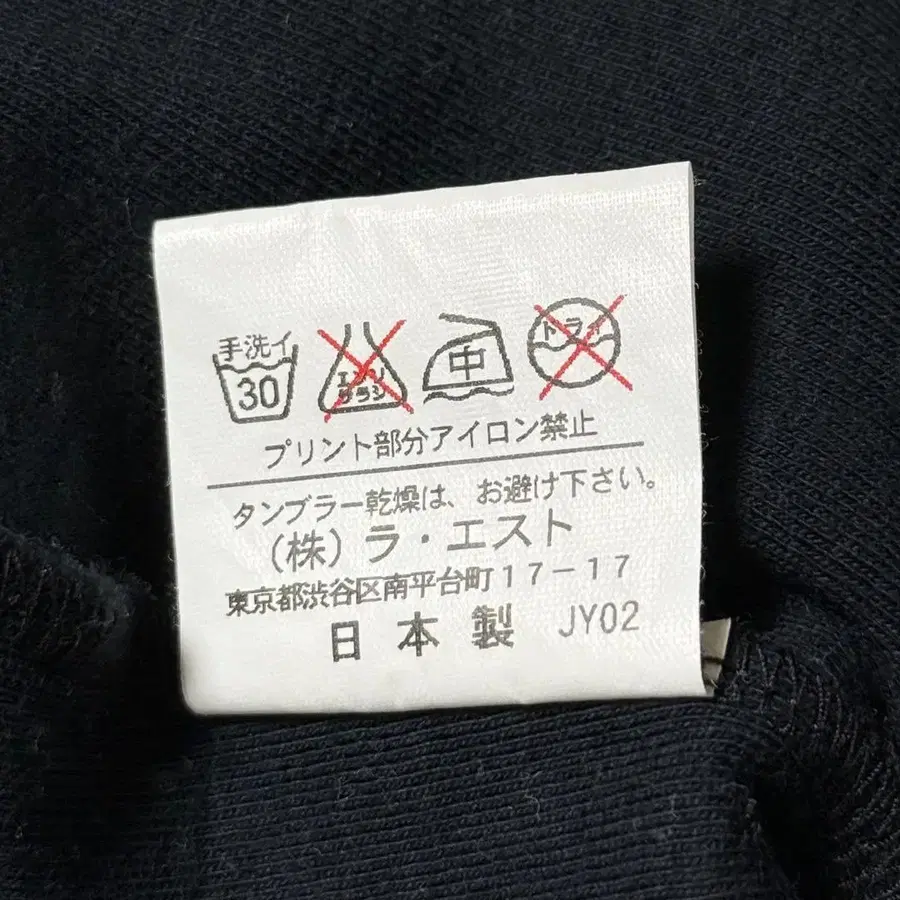 手洗イ
30
エンソ
サラシ
中
ドライ
プリント部分アイロン禁止
タンブラー乾燥は、お避け下さい。
(株)ラ・エスト
東京都渋谷区南平台町17-17
日本製 JY02